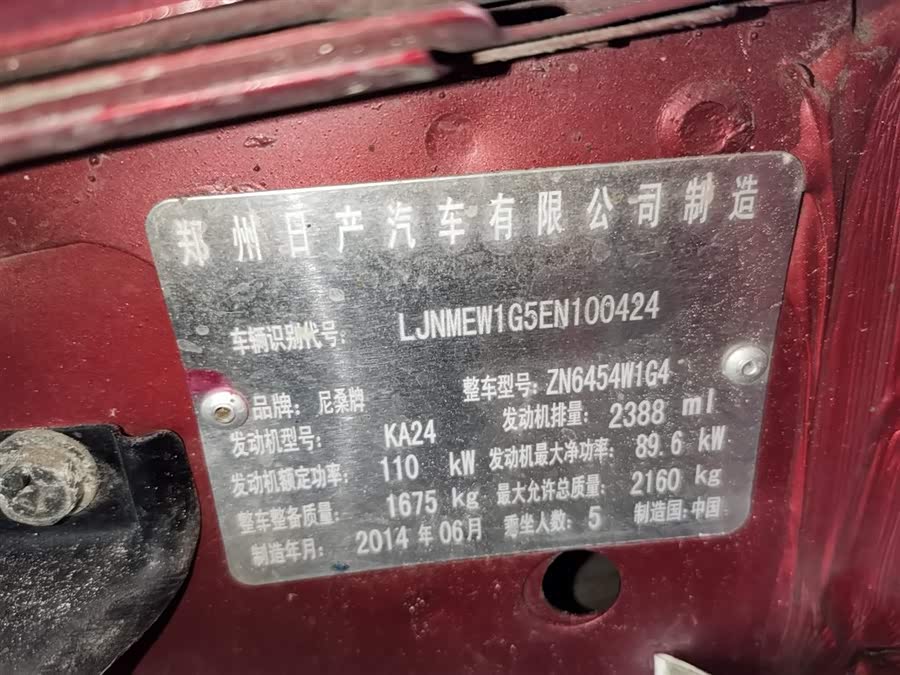 郑州日产汽车有限公司制造
车辆识别代号: LJNMEW1G5EN100424
品牌: 尼桑牌 整车型号: ZN6454W1G4
发动机型号: KA24 发动机排量: 2388 ml
发动机额定功率: 110 kW 发动机最大净功率: 89.6 kW
整车整备质量: 1675 kg 最大允许总质量: 2160 kg
制造年月: 2014年06月 乘坐人数: 5 制造国: 中国